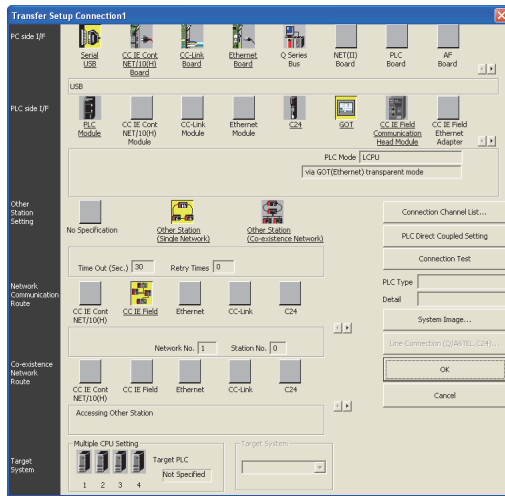 Transfer Setup Connection1
PC side I/F
Serial USB
CC IE Cont NET/10(H) Board
CC-Link Board
Ethernet Board
Q Series Bus
NET(II) Board
PLC Board
AF Board
USB
PLC side I/F
PLC Module
CC IE Cont NET/10(H) Module
CC-Link Module
Ethernet Module
C24
GOT
CC IE Field Communication Head Module
CC IE Field Ethernet Adapter
PLC Mode LCPU
via GOT(Ethernet) transparent mode
Other Station Setting
No Specification
Other Station (Single Network)
Other Station (Co-existence Network)
Time Out (Sec.) 30 Retry Times 0
Connection Channel List...
PLC Direct Coupled Setting
Connection Test
PLC Type
Detail
System Image...
Line Connection (Q/A6TEL,C24)...
OK
Cancel
Network Communication Route
CC IE Cont NET/10(H)
CC IE Field
Ethernet
CC-Link
C24
Network No. 1 Station No. 0
Co-existence Network Route
CC IE Cont NET/10(H)
CC IE Field
Ethernet
CC-Link
C24
Accessing Other Station
Target System
Multiple CPU Setting
1 2 3 4
Target PLC
Not Specified
Target System